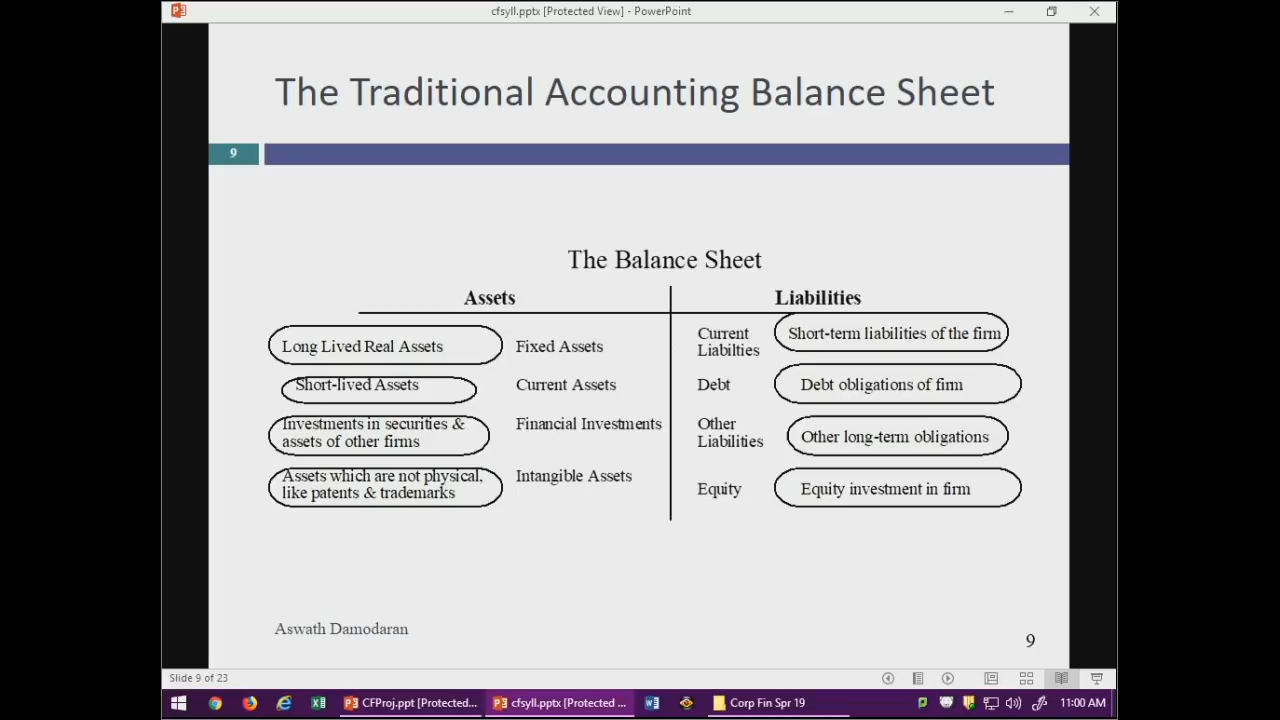 cfsyll.pptx [Protected View] - PowerPoint
The Traditional Accounting Balance Sheet
9
The Balance Sheet
Assets
Liabilities
Long Lived Real Assets
Fixed Assets
Short-lived Assets
Current Assets
Investments in securities &
assets of other firms
Financial Investments
Assets which are not physical,
like patents & trademarks
Intangible Assets
Current
Liabilties
Short-term liabilities of the firm
Debt
Debt obligations of firm
Other
Liabilities
Other long-term obligations
Equity
Equity investment in firm
Aswath Damodaran
9
Slide 9 of 23
CFProj.ppt [Protected...
cfsyll.pptx [Protected ...
Corp Fin Spr 19
11:00 AM